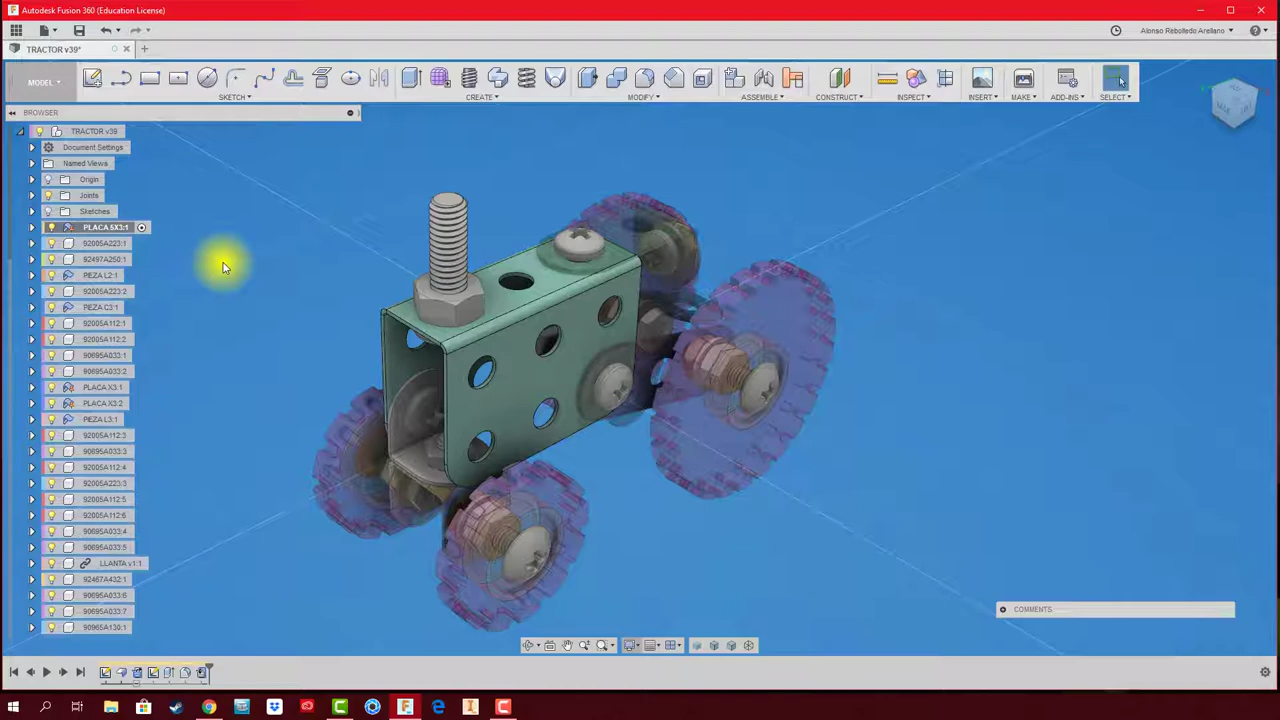 Autodesk Fusion 360 (Education License)
TRACTOR v39*
Alonso Rebolledo Arellano
MODEL
SKETCH
CREATE
MODIFY
ASSEMBLE
CONSTRUCT
INSPECT
INSERT
MAKE
ADD-INS
SELECT
BROWSER
TRACTOR v39
Document Settings
Named Views
Origin
Joints
Sketches
PLACA 5X3:1
92005A223:1
92497A250:1
PIEZA L2:1
92005A223:2
PIEZA C3:1
92005A112:1
92005A112:2
90695A033:1
90695A033:2
PLACA X3:1
PLACA X3:2
PIEZA L3:1
92005A112:3
90695A033:3
92005A112:4
92005A223:3
92005A112:5
92005A112:6
90695A033:4
90695A033:5
LLANTA v1:1
92467A432:1
90695A033:6
90695A033:7
90965A130:1
COMMENTS